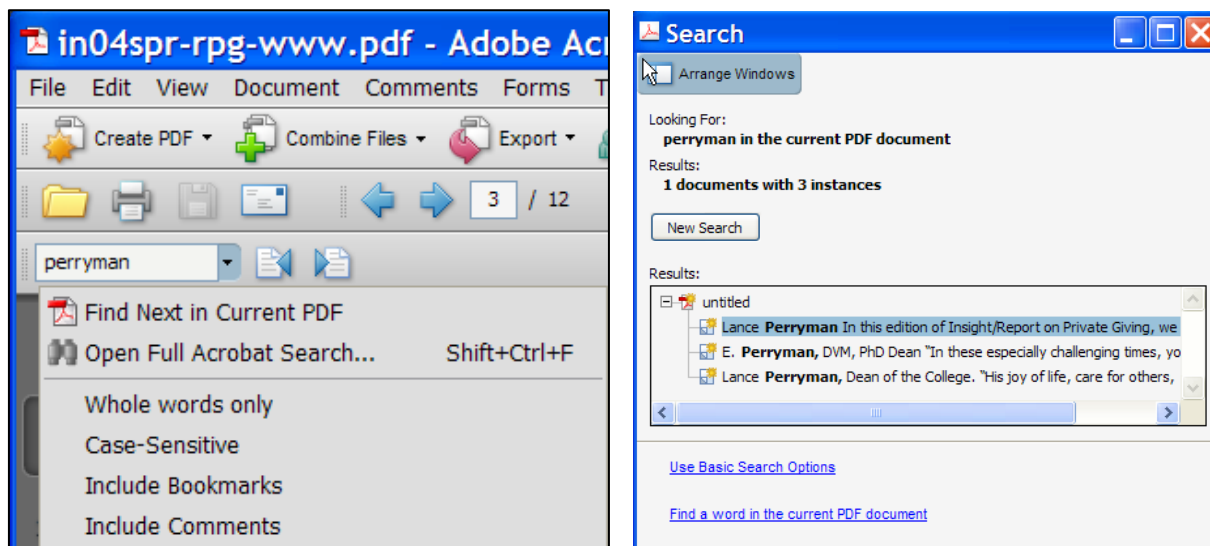 in04spr-rpg-www.pdf - Adobe Ac
File Edit View Document Comments Forms T
Create PDF Combine Files Export
3 / 12
perryman
Find Next in Current PDF
Open Full Acrobat Search... Shift+Ctrl+F
Whole words only
Case-Sensitive
Include Bookmarks
Include Comments
Search
Arrange Windows
Looking For:
perryman in the current PDF document
Results:
1 documents with 3 instances
New Search
Results:
untitled
Lance Perryman In this edition of Insight/Report on Private Giving, we
E. Perryman, DVM, PhD Dean "In these especially challenging times, yo
Lance Perryman, Dean of the College. "His joy of life, care for others,
Use Basic Search Options
Find a word in the current PDF document